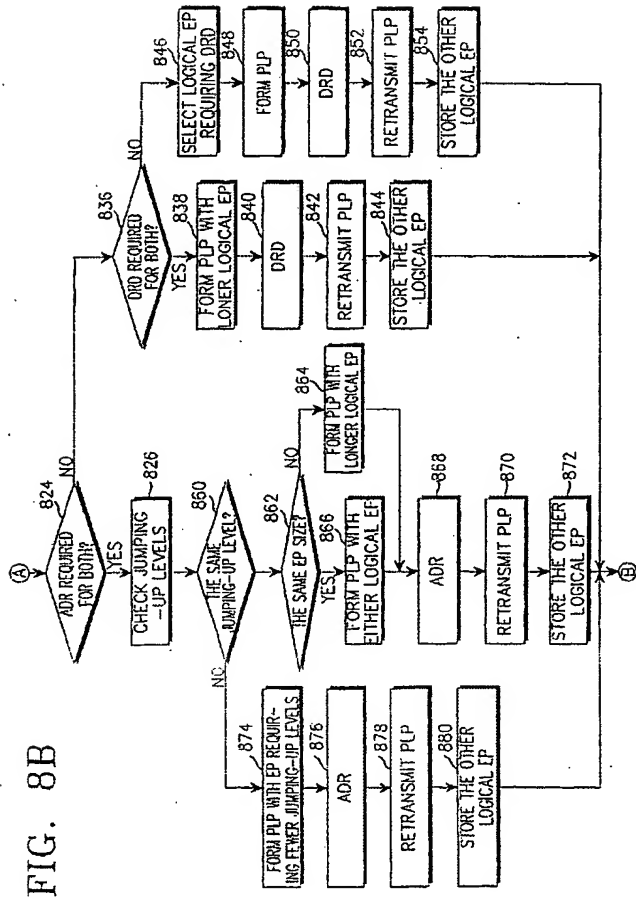 FIG. 8B
A
824
ADR REQUIRED
FOR BOTH?
NO
YES
826
CHECK JUMPING
-UP LEVELS
860
THE SAME
JUMPING-UP LEVEL?
NO
862
THE SAME EP SIZE?
NO
YES
864
FORM PLP WITH
LONGER LOGICAL EP
866
FORM PLP WITH
EITHER LOGICAL EP
868
ADR
870
RETRANSMIT PLP
872
STORE THE OTHER
LOGICAL EP
874
FORM PLP WITH EP REQUIR-
ING FEWER JUMPING-UP LEVELS
876
ADR
878
RETRANSMIT PLP
880
STORE THE OTHER
LOGICAL EP
836
DRD REQUIRED
FOR BOTH?
NO
YES
838
FORM PLP WITH
LONER LOGICAL EP
840
DRD
842
RETRANSMIT PLP
844
STORE THE OTHER
LOGICAL EP
846
SELECT LOGICAL EP
REQUIRING DRD
848
FORM PLP
850
DRD
852
RETRANSMIT PLP
854
STORE THE OTHER
LOGICAL EP
B